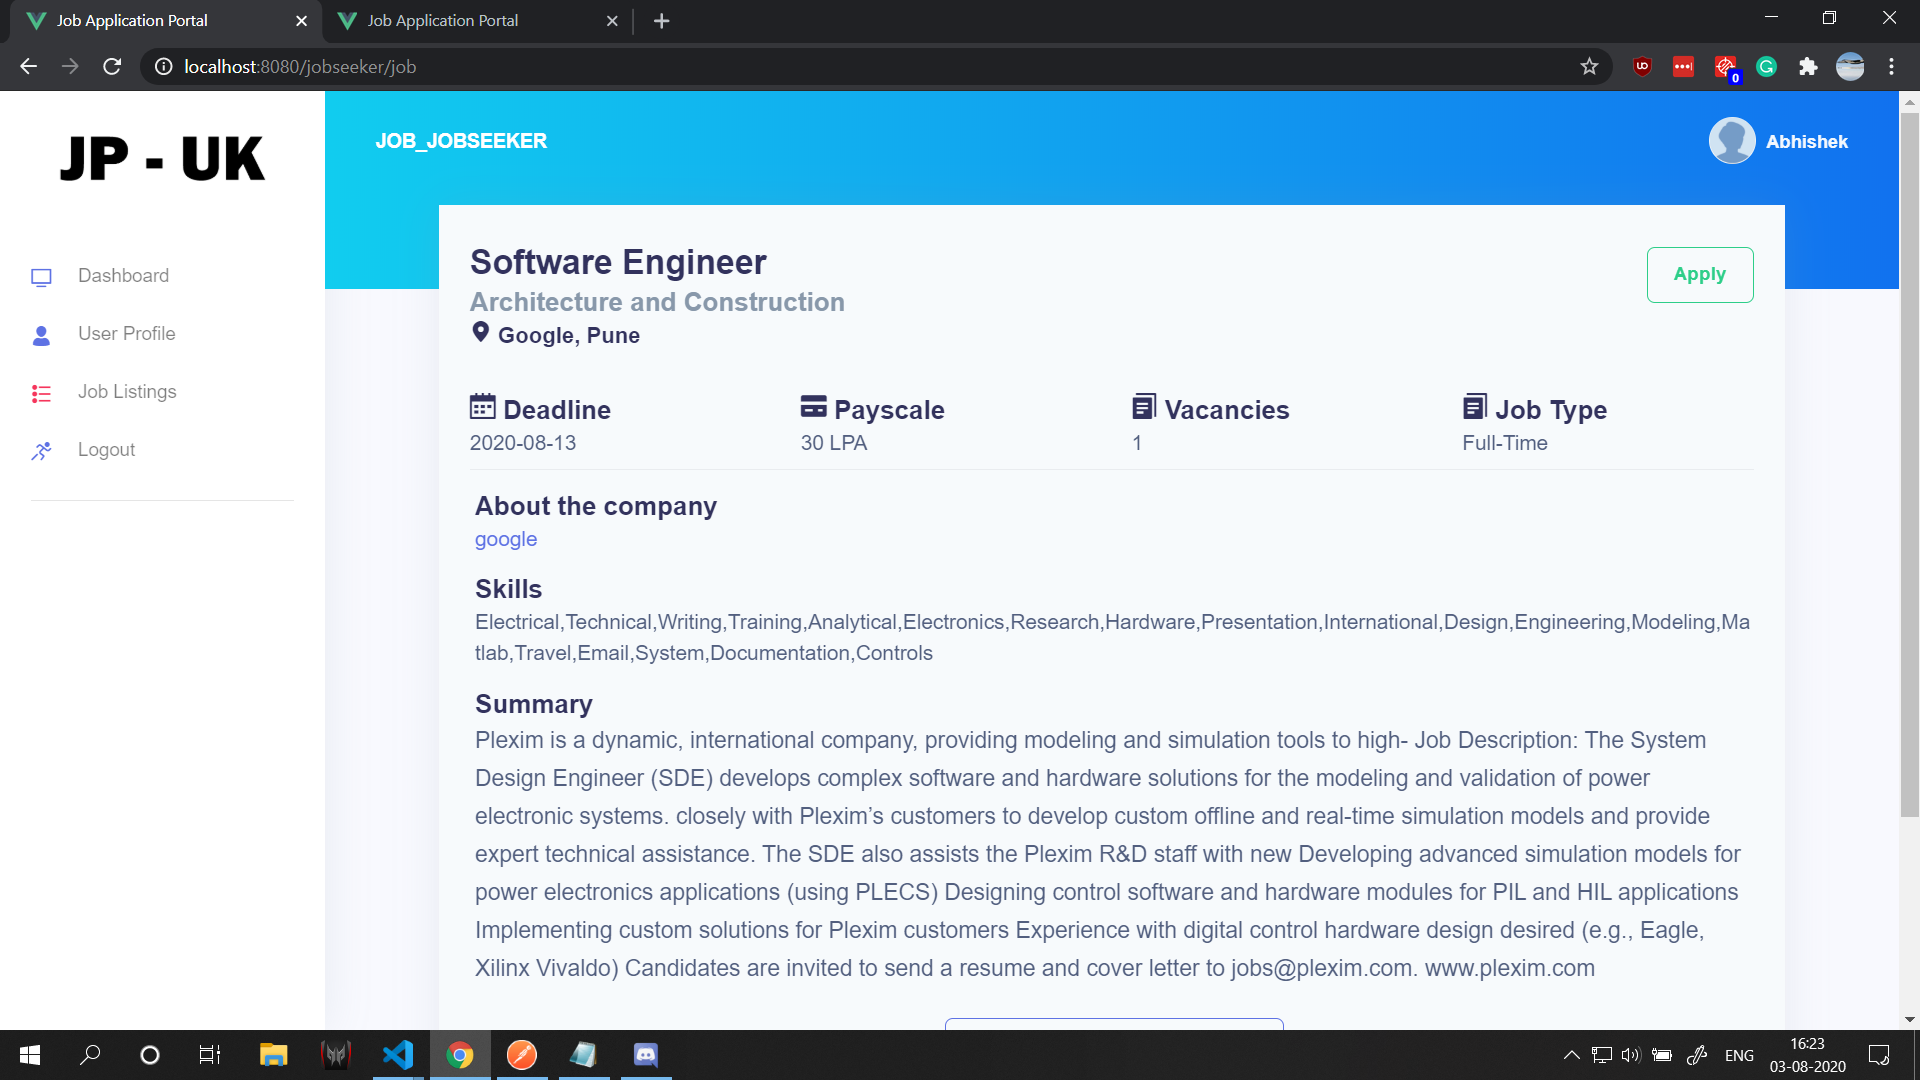 Job Application Portal
Job Application Portal
localhost:8080/jobseeker/job
0
JP - UK
JOB_JOBSEEKER
Abhishek
Dashboard
User Profile
Job Listings
Logout
Software Engineer
Apply
Architecture and Construction
Google, Pune
Deadline
2020-08-13
Payscale
30 LPA
Vacancies
1
Job Type
Full-Time
About the company
google
Skills
Electrical,Technical,Writing,Training,Analytical,Electronics,Research,Hardware,Presentation,International,Design,Engineering,Modeling,Ma
tlab,Travel,Email,System,Documentation,Controls
Summary
Plexim is a dynamic, international company, providing modeling and simulation tools to high- Job Description: The System
Design Engineer (SDE) develops complex software and hardware solutions for the modeling and validation of power
electronic systems. closely with Plexim’s customers to develop custom offline and real-time simulation models and provide
expert technical assistance. The SDE also assists the Plexim R&D staff with new Developing advanced simulation models for
power electronics applications (using PLECS) Designing control software and hardware modules for PIL and HIL applications
Implementing custom solutions for Plexim customers Experience with digital control hardware design desired (e.g., Eagle,
Xilinx Vivaldo) Candidates are invited to send a resume and cover letter to jobs@plexim.com. www.plexim.com
ENG
16:23
03-08-2020